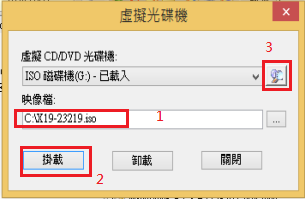 虛擬光碟機
3
虛擬 CD/DVD 光碟機:
ISO 磁碟機(G:) - 已載入
映像檔:
C:\X19-23219.iso 1
...
掛載 卸載 關閉
2